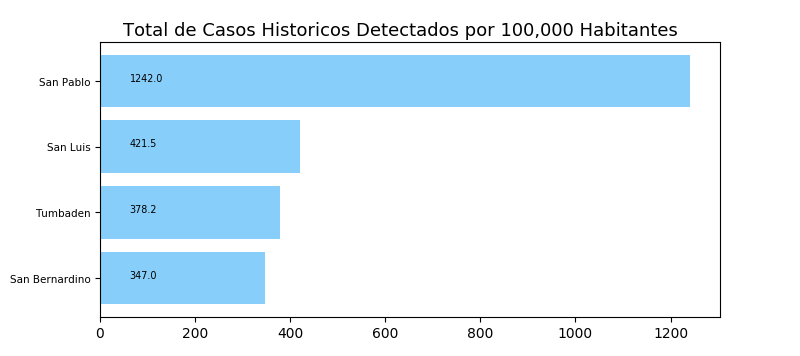 Total de Casos Historicos Detectados por 100,000 Habitantes
San Pablo 1242.0
San Luis 421.5
Tumbaden 378.2
San Bernardino 347.0
0 200 400 600 800 1000 1200